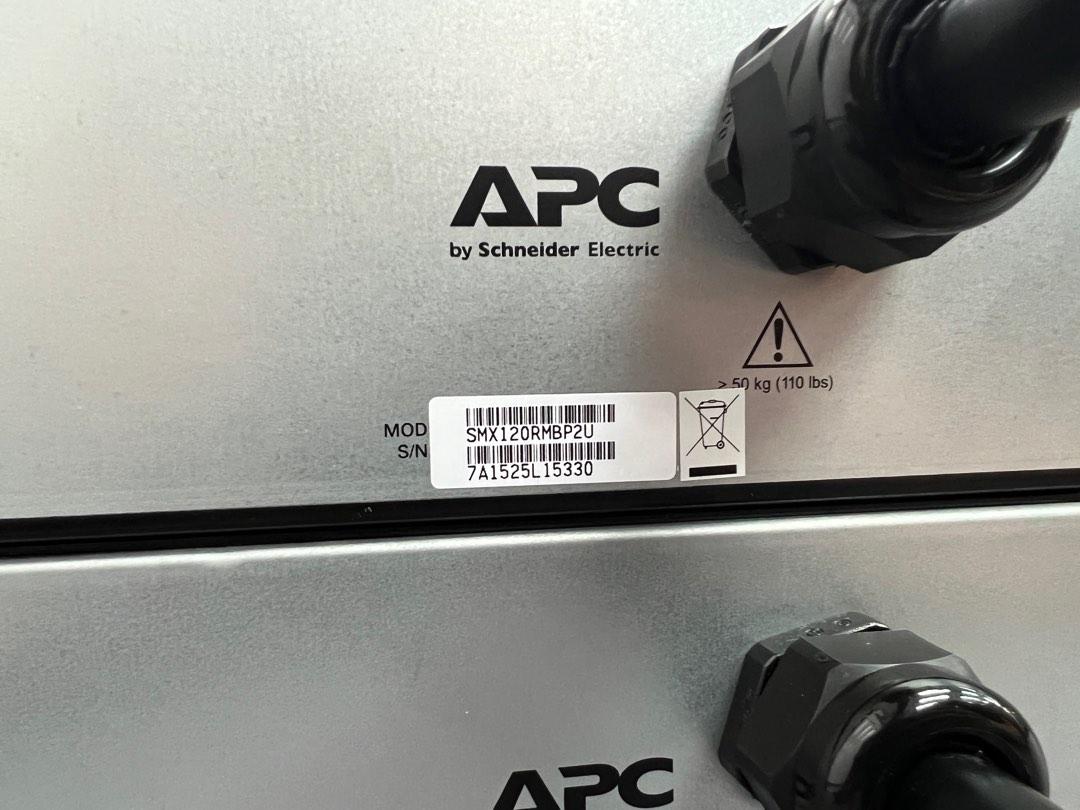 APC
by Schneider Electric
> 50 kg (110 lbs)
MOD
SMX120RMBP2U
S/N
7A1525L15330
APC